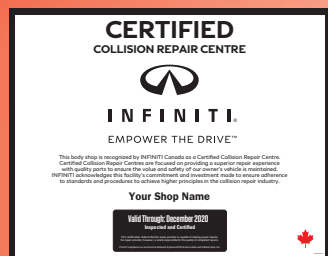 CERTIFIED
COLLISION REPAIR CENTRE
INFINITI®
EMPOWER THE DRIVE™
This body shop is recognized by INFINITI Canada as a Certified Collision Repair Centre.
Certified Collision Repair Centres are focused on providing a superior repair experience
with quality parts to ensure the value and safety of our owner's vehicle is maintained.
INFINITI acknowledges this facility's commitment and investment made to ensure adherence
to standards and procedures to achieve higher principles in the collision repair industry.
Your Shop Name
Valid Through: December 2020
Inspected and Certified